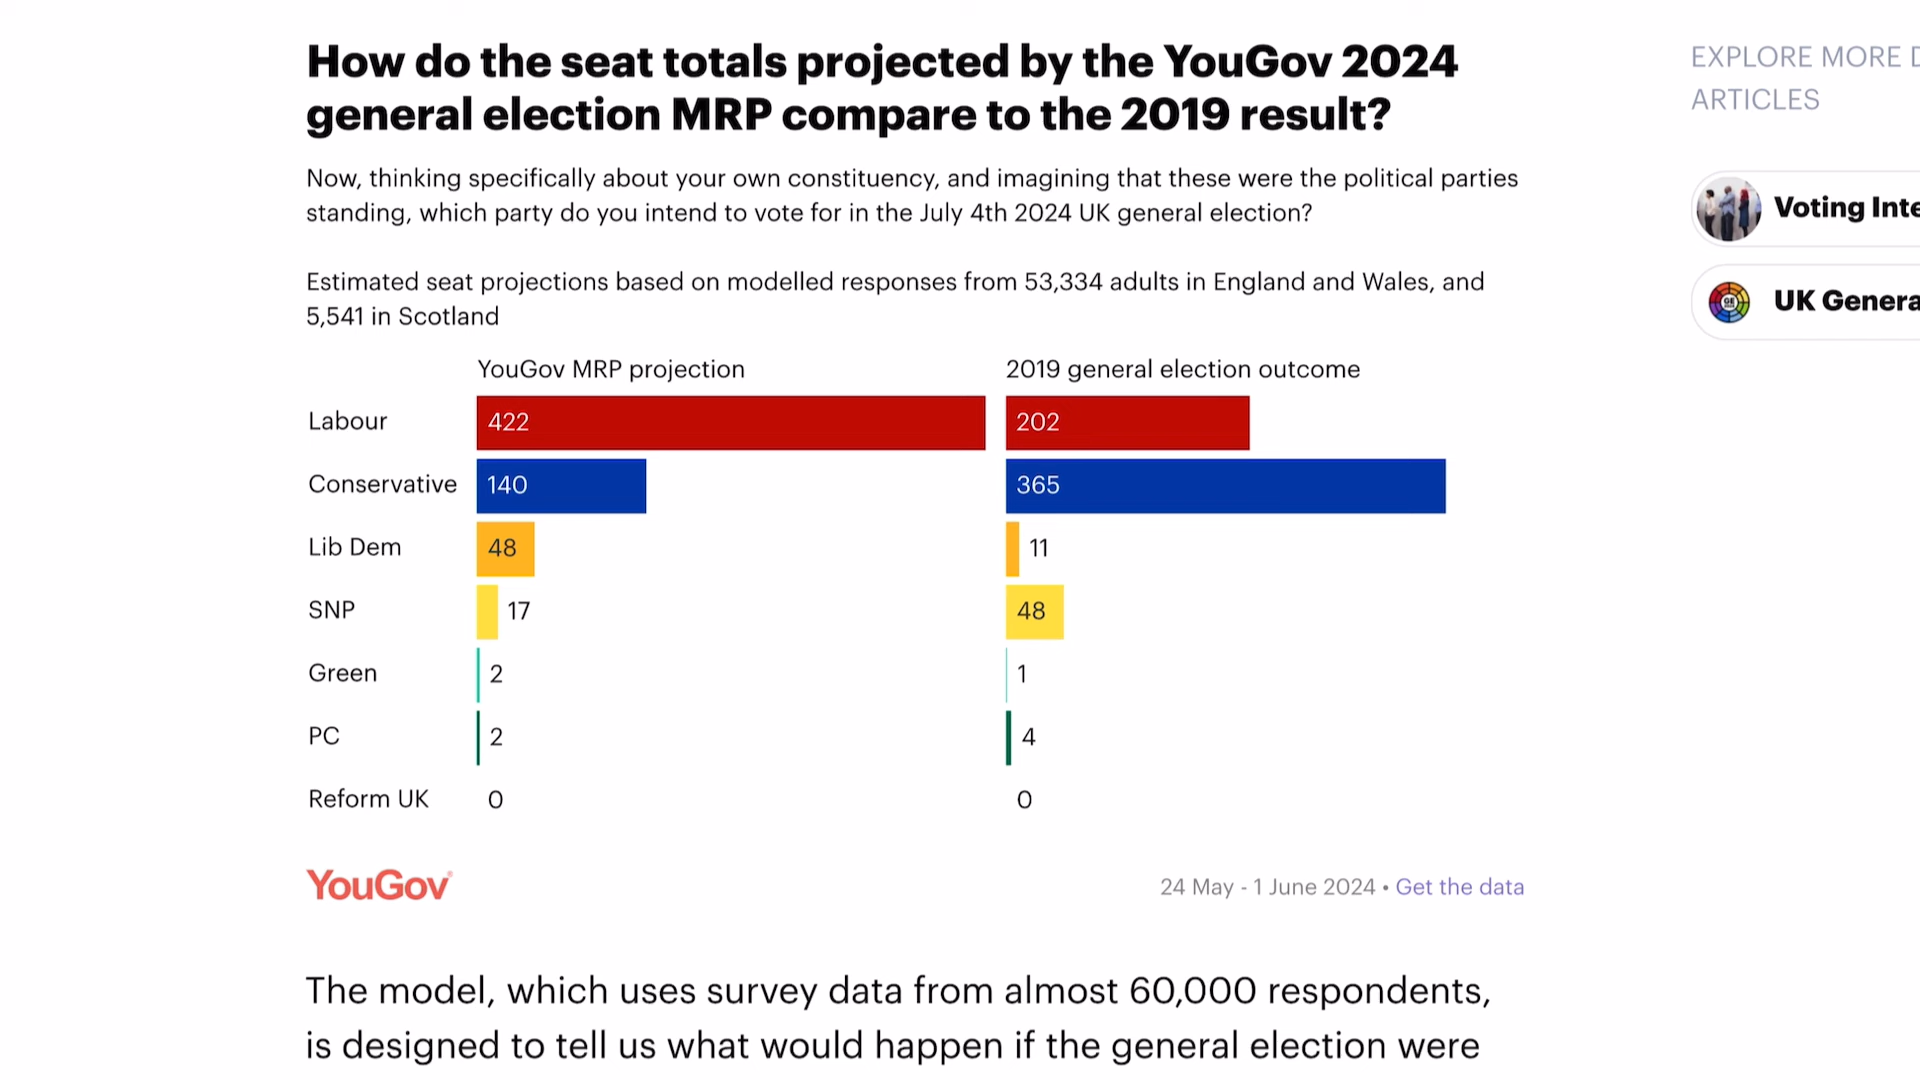 How do the seat totals projected by the YouGov 2024
general election MRP compare to the 2019 result?
Now, thinking specifically about your own constituency, and imagining that these were the political parties
standing, which party do you intend to vote for in the July 4th 2024 UK general election?
Estimated seat projections based on modelled responses from 53,334 adults in England and Wales, and
5,541 in Scotland
YouGov MRP projection 2019 general election outcome
Labour 422 202
Conservative 140 365
Lib Dem 48 11
SNP 17 48
Green 2 1
PC 2 4
Reform UK 0 0
YouGov
24 May - 1 June 2024 • Get the data
The model, which uses survey data from almost 60,000 respondents,
is designed to tell us what would happen if the general election were
EXPLORE MORE
ARTICLES
Voting
UK
GE